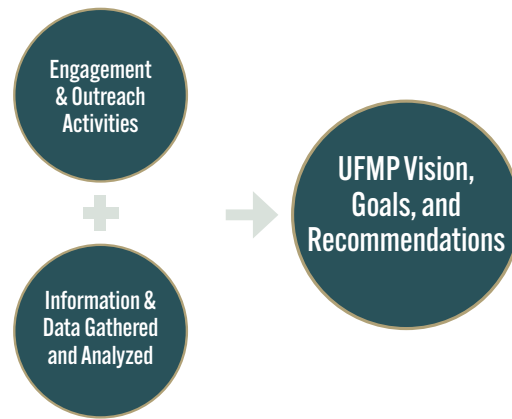 Engagement
& Outreach
Activities
UFMP Vision,
Goals, and
Recommendations
Information &
Data Gathered
and Analyzed